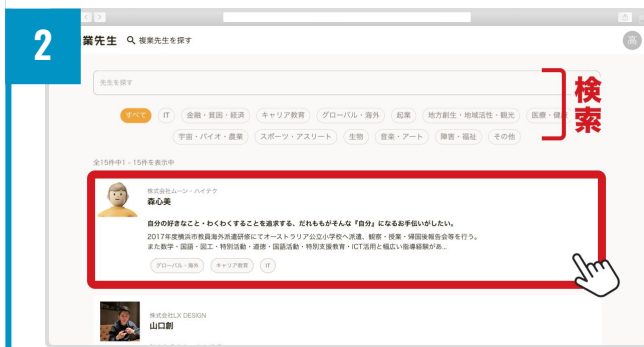 2
業先生 複業先生を探す
高
先生を探す
検索
すべて IT 金融・貧困・経済 キャリア教育 グローバル・海外 起業 地方創生・地域活性・観光 医療・健
宇宙・バイオ・農業 スポーツ・アスリート 生物 音楽・アート 障害・福祉 その他
全15件中1 - 15件を表示中
株式会社ムーン・ハイテク
森心美
自分の好きなこと・わくわくすることを追求する、だれもがそんな『自分』になるお手伝いがしたい。
2017年度横浜市教員海外派遣研修にてオーストラリア公立小学校へ派遣、観察・授業・帰国後報告会等を行う。
また数学・国語・図工・特別活動・道徳・国語活動・特別支援教育・ICT活用と幅広い指導経験があ...
グローバル・海外 キャリア教育 IT
株式会社LX DESIGN
山口創